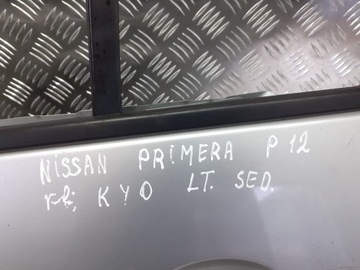 NISSAN PRIMERA P12
KYO LT. SED.